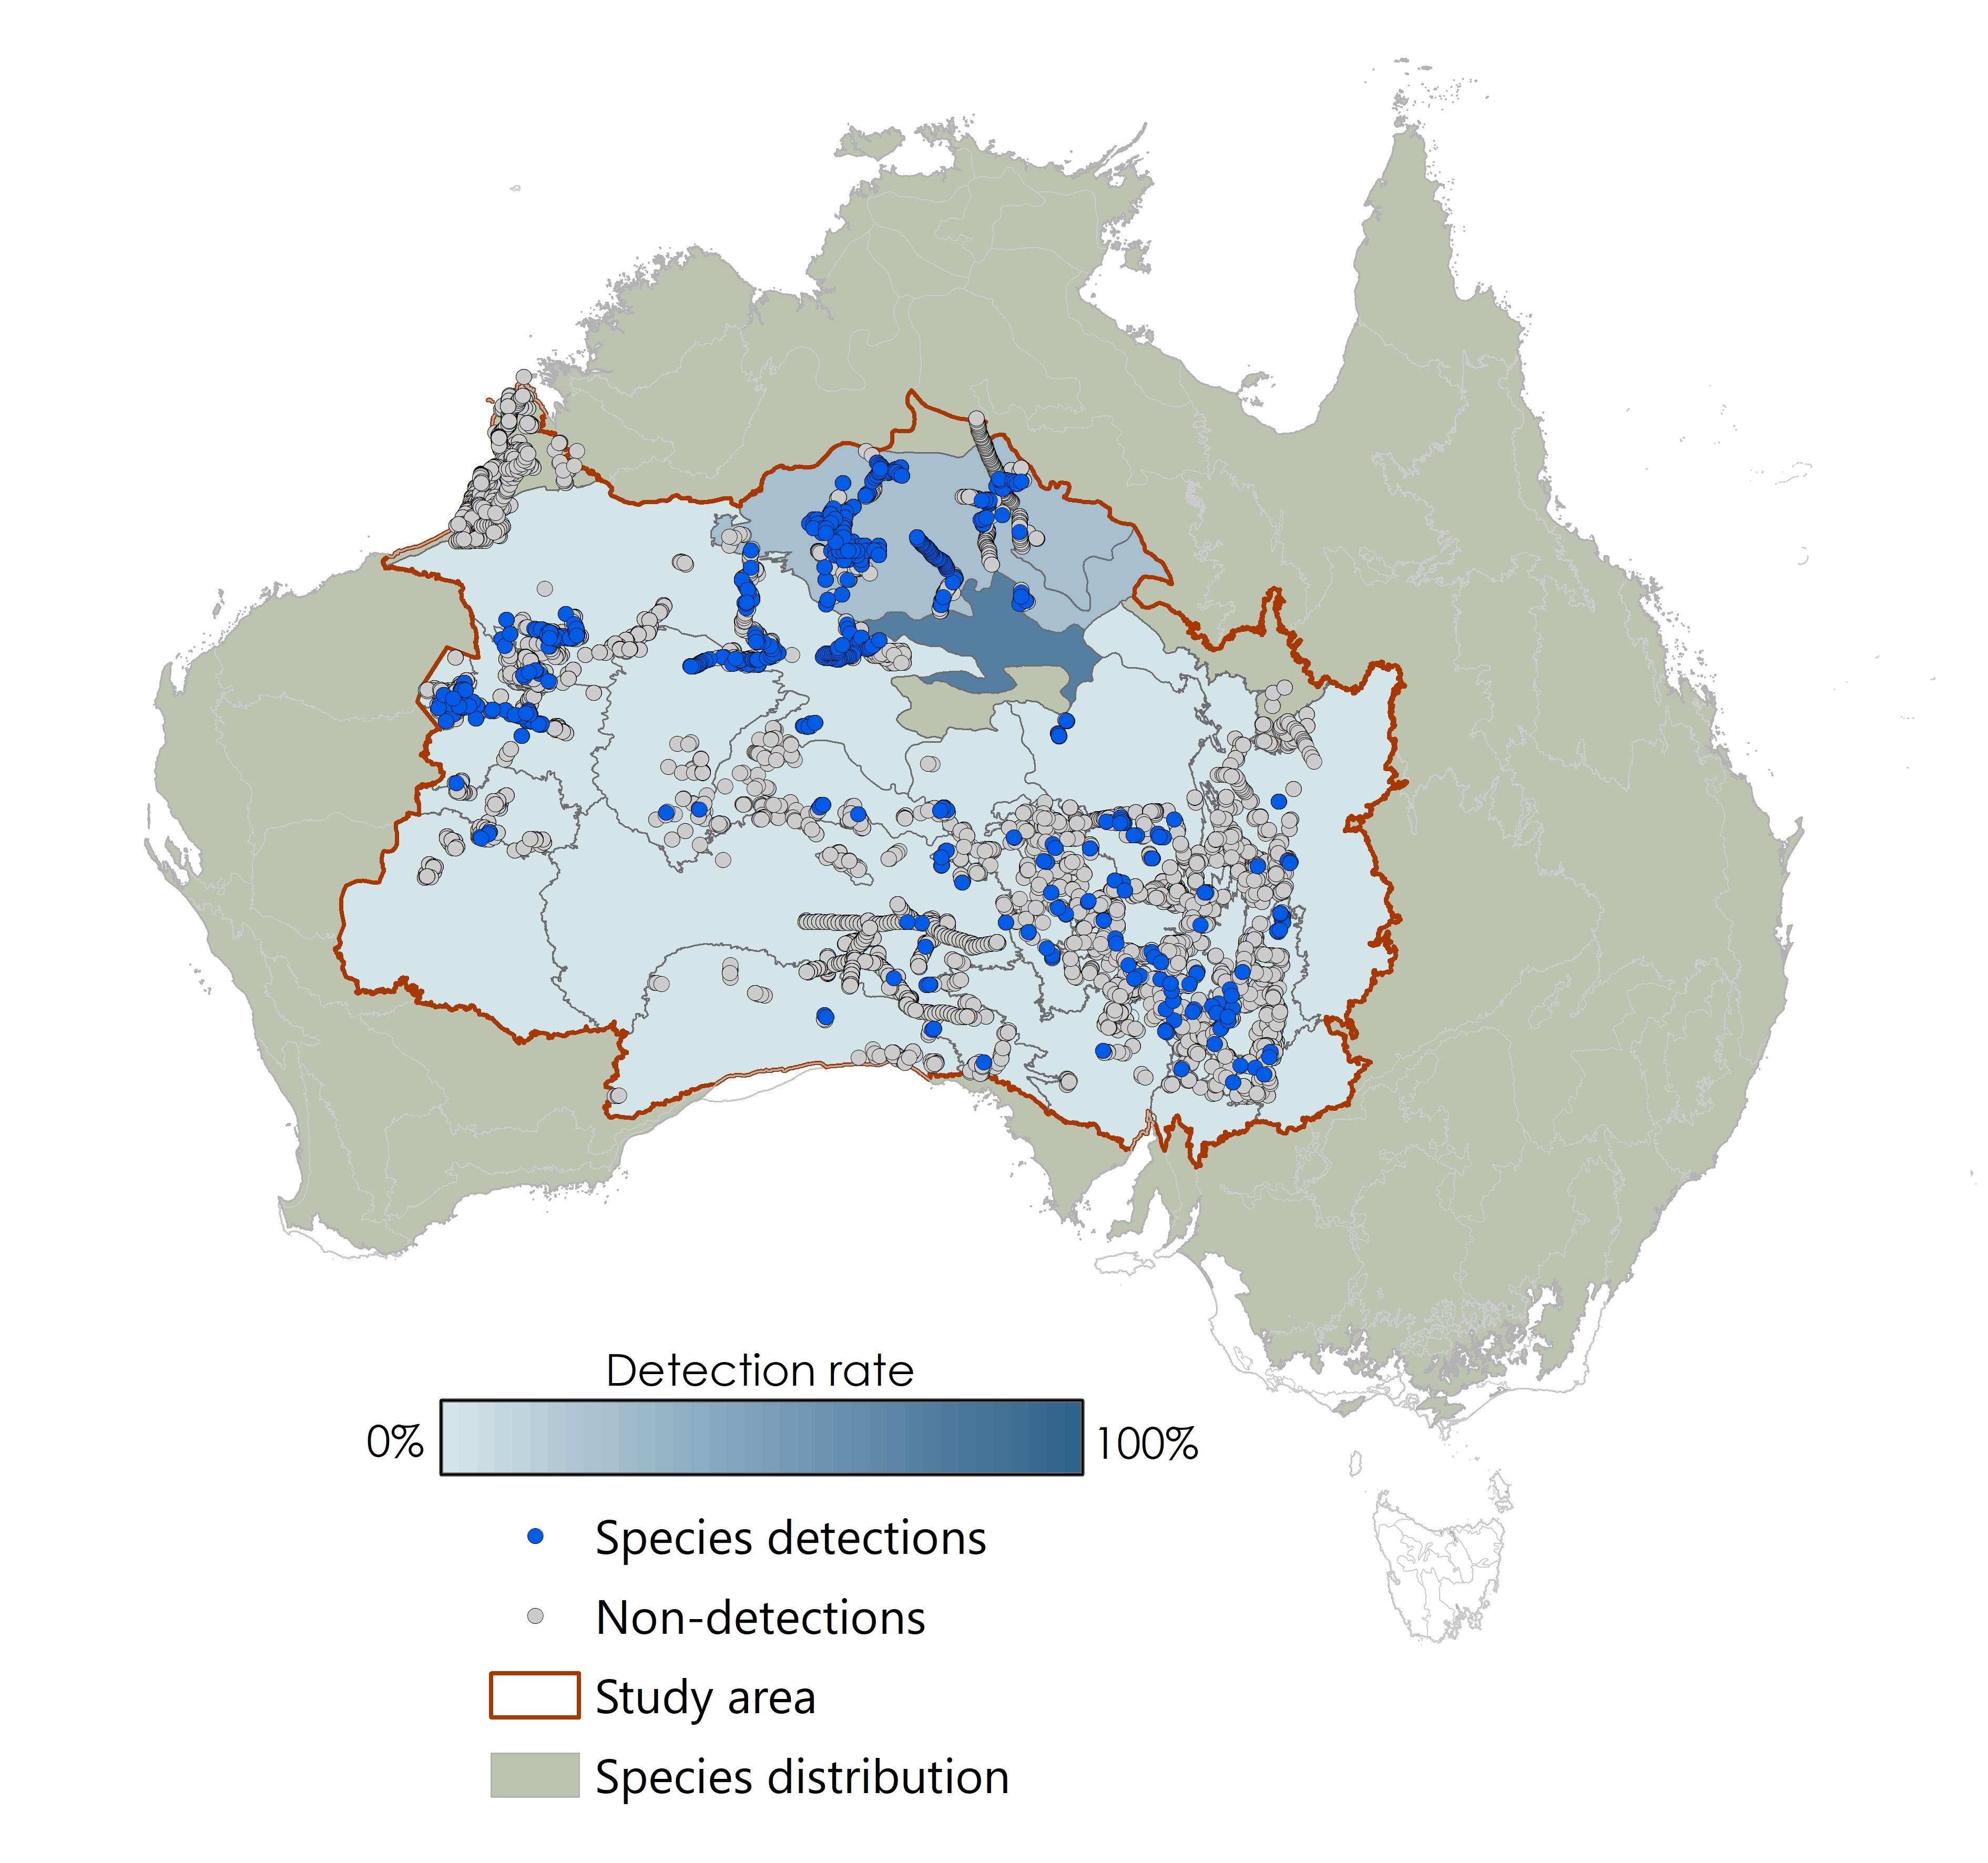 Detection rate
0%
100%
Species detections
Non-detections
Study area
Species distribution